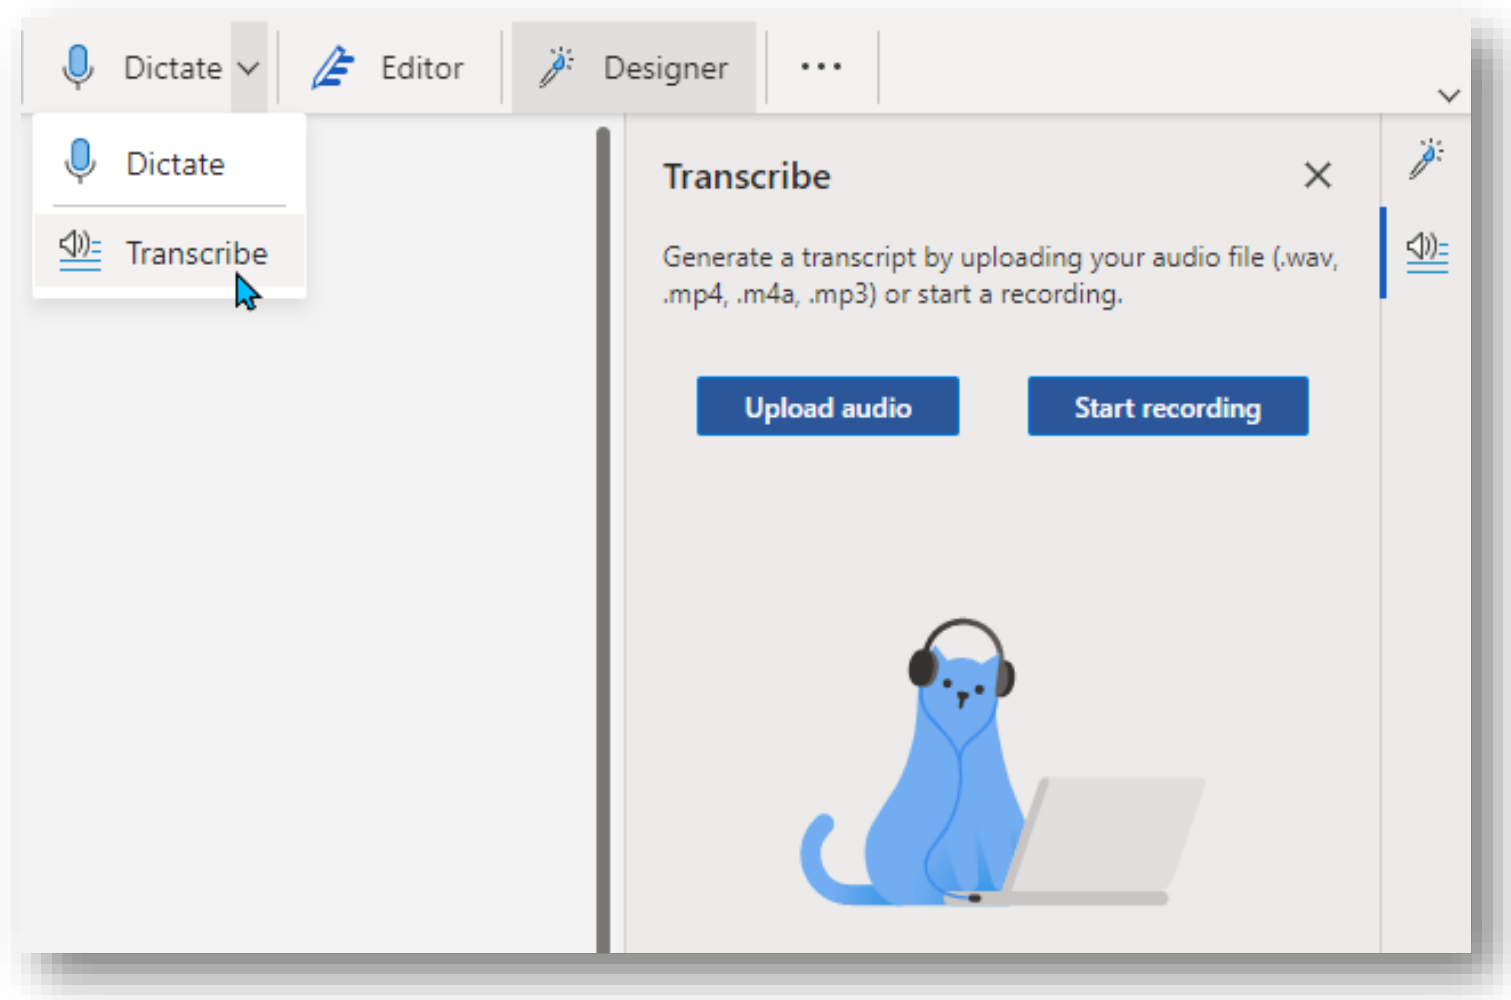 Dictate
Editor
Designer
Dictate
Transcribe
Transcribe
Generate a transcript by uploading your audio file (.wav,
.mp4, .m4a, .mp3) or start a recording.
Upload audio
Start recording